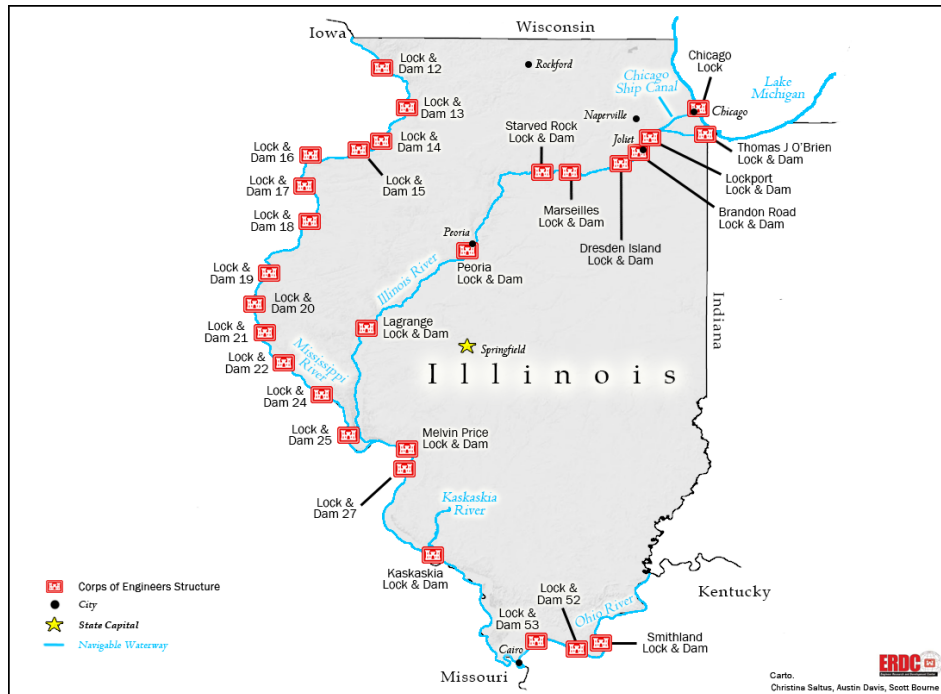 Wisconsin
Iowa
Lock &
Dam 12
Rockford
Chicago
Lock
Chicago
Ship Canal
Lake
Michigan
Lock &
Dam 13
Chicago
Naperville
Starved Rock
Lock & Dam
Joliet
Lock &
Dam 14
Thomas J O'Brien
Lock & Dam
Lock &
Dam 16
Lock &
Dam 15
Lockport
Lock & Dam
Lock &
Dam 17
Marseilles
Lock & Dam
Brandon Road
Lock & Dam
Lock &
Dam 18
Dresden Island
Lock & Dam
Peoria
Peoria
Lock & Dam
Lock &
Dam 19
Illinois River
Lock &
Dam 20
Indiana
Lock &
Dam 21
Lagrange
Lock & Dam
Springfield
Lock &
Dam 22
Mississippi
River
Illinois
Lock &
Dam 24
Lock &
Dam 25
Melvin Price
Lock & Dam
Lock &
Dam 27
Kaskaskia
River
Kaskaskia
Lock & Dam
Corps of Engineers Structure
City
State Capital
Navigable Waterway
Lock &
Dam 53
Lock &
Dam 52
Ohio River
Smithland
Lock & Dam
Kentucky
Cairo
Missouri
ERDC
Carto.
Christina Saltus, Austin Davis, Scott Bourne